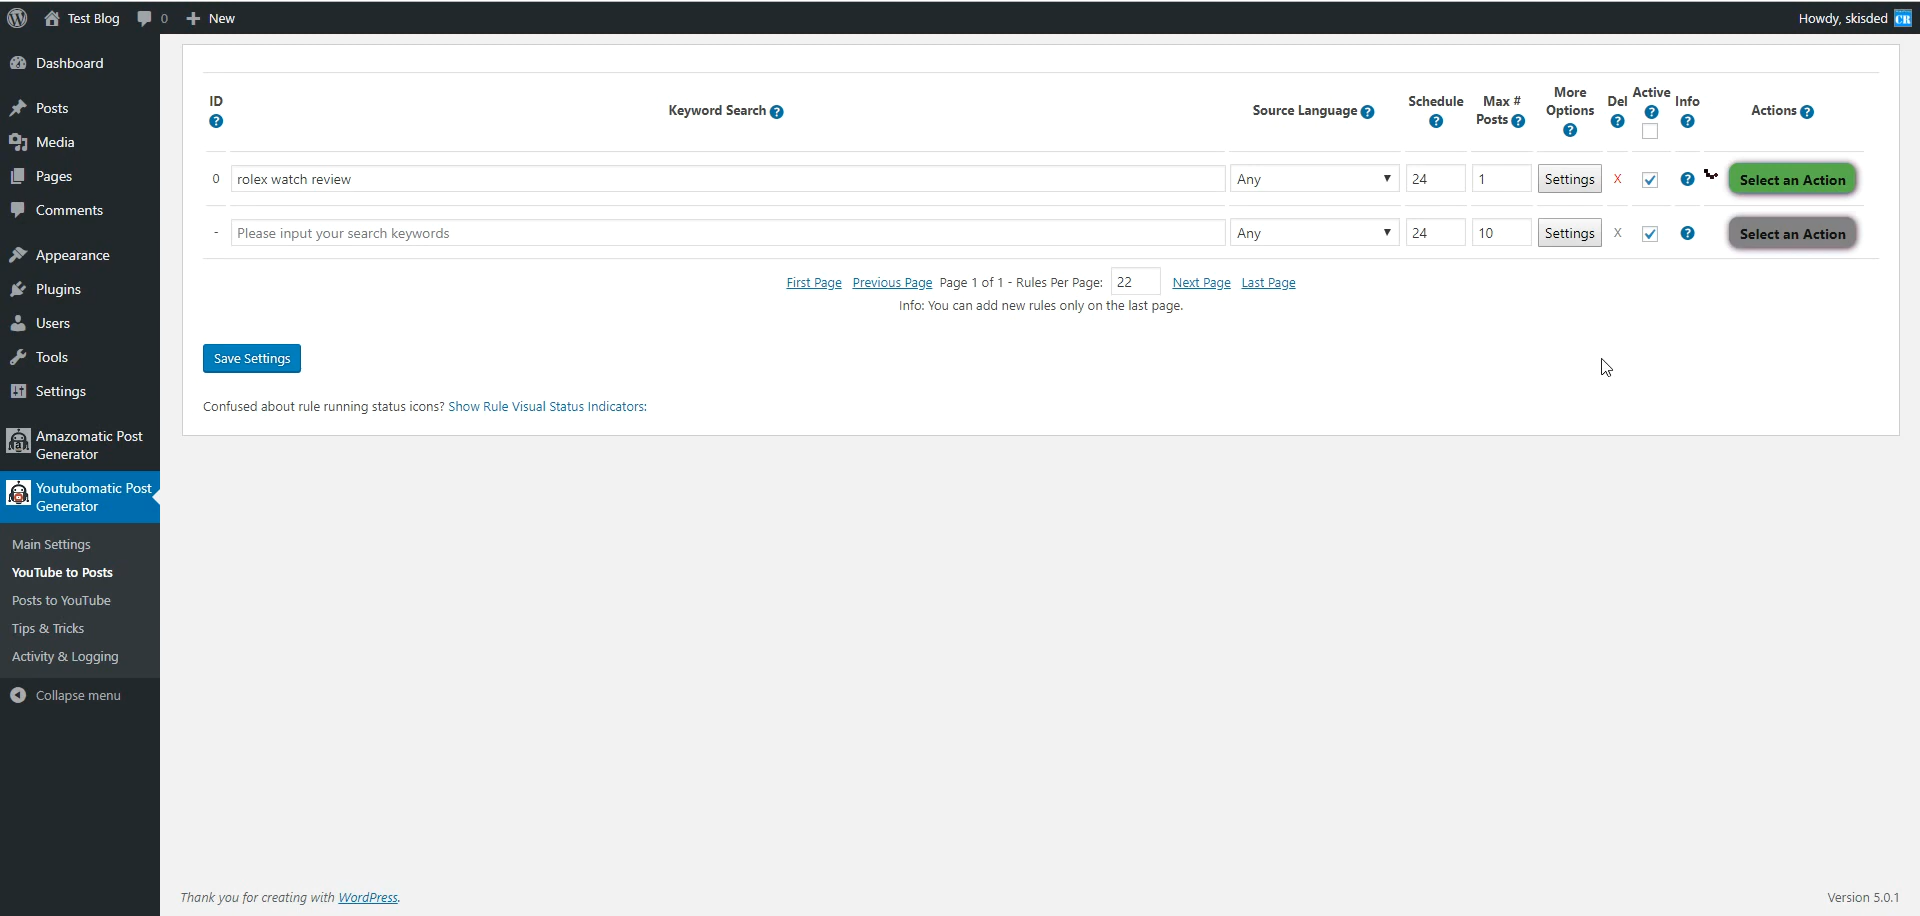 Test Blog 0 New Howdy, skisded CR
Dashboard
Posts
Media
Pages
Comments
Appearance
Plugins
Users
Tools
Settings
Amazomatic Post
Generator
Youtubomatic Post
Generator
Main Settings
YouTube to Posts
Posts to YouTube
Tips & Tricks
Activity & Logging
Collapse menu
ID Keyword Search Source Language Schedule Max # Posts More Options Del Active Info Actions
0 rolex watch review Any 24 1 Settings X Select an Action
- Please input your search keywords Any 24 10 Settings X Select an Action
First Page Previous Page Page 1 of 1 - Rules Per Page: 22 Next Page Last Page
Info: You can add new rules only on the last page.
Save Settings
Confused about rule running status icons? Show Rule Visual Status Indicators:
Thank you for creating with WordPress. Version 5.0.1